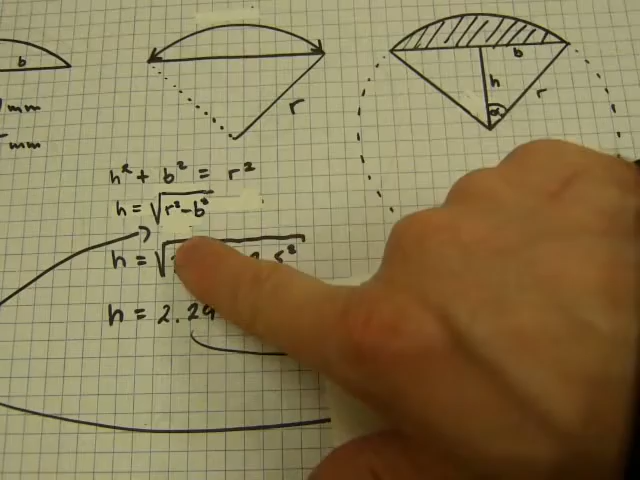 b
mm
mm
r
b
h
r
α
h² + b² = r²
h = √r² - b²
h = √
h = 2.29